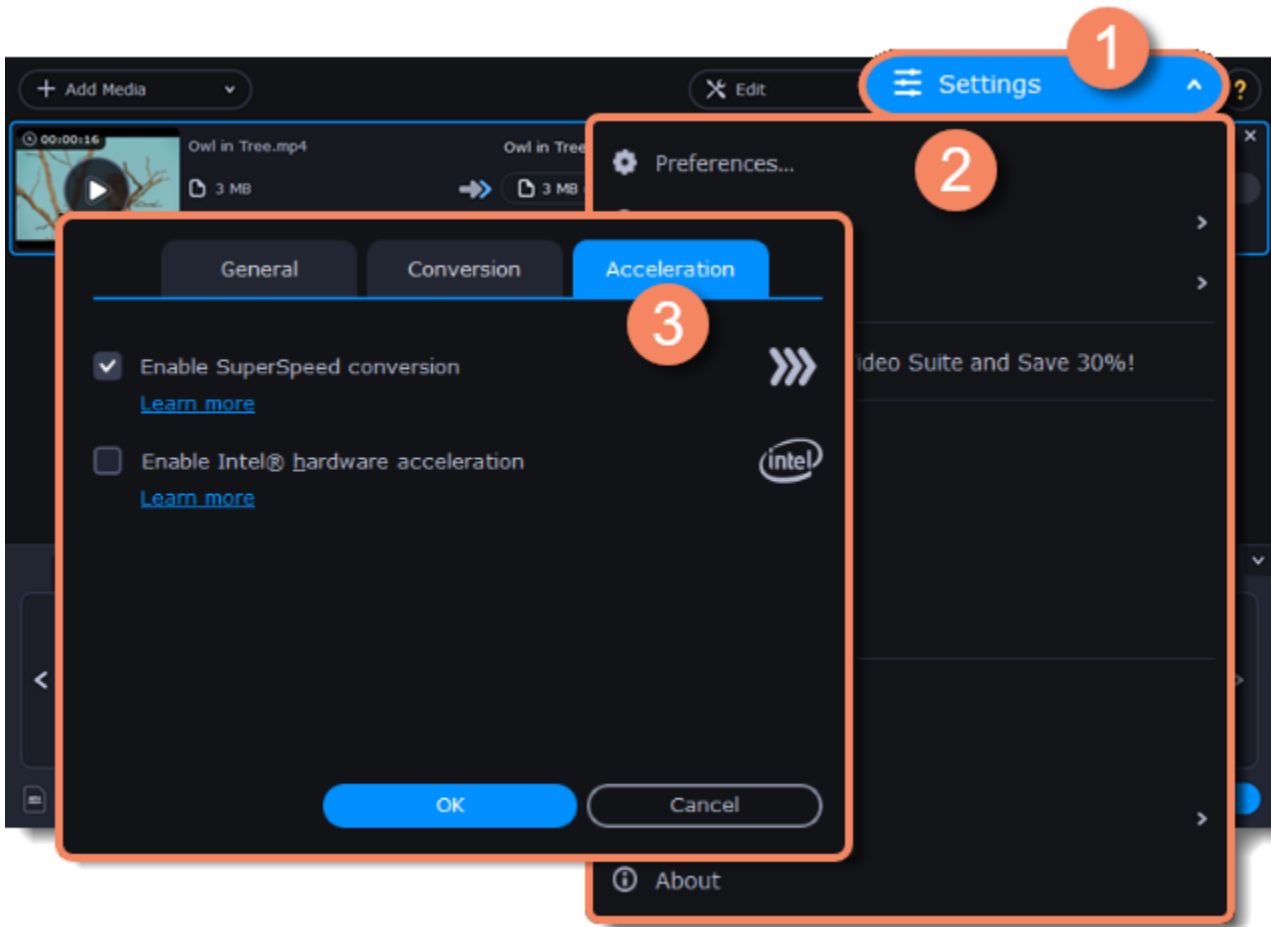 1
+ Add Media
Edit
Settings
?
00:00:16
Owl in Tree.mp4
Owl in Tree
3 MB
3 MB
Preferences...
2
General
Conversion
Acceleration
3
Enable SuperSpeed conversion
Learn more
ideo Suite and Save 30%!
Enable Intel® hardware acceleration
intel
Learn more
OK
Cancel
About